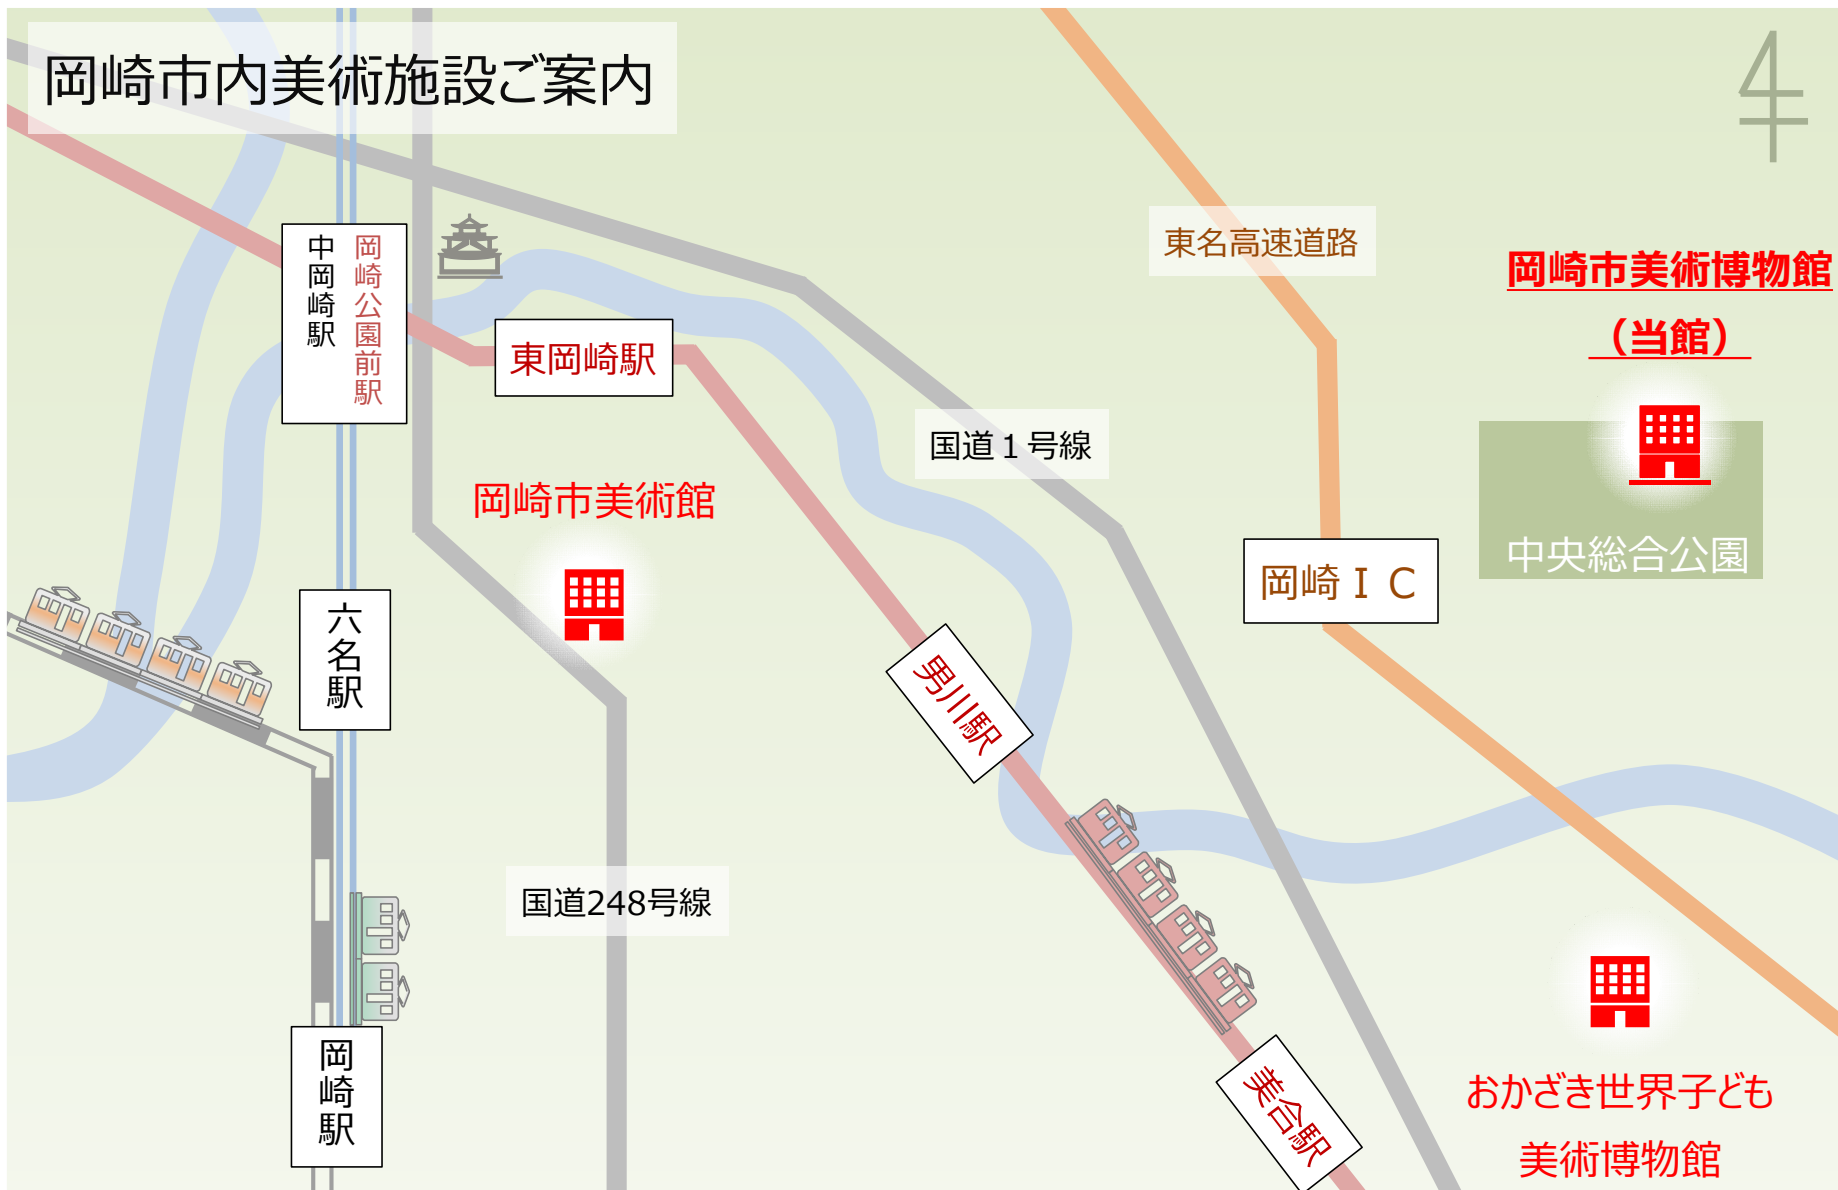 岡崎市内美術施設ご案内
東名高速道路
岡崎市美術博物館
（当館）
岡崎公園前駅
中岡崎駅
東岡崎駅
国道１号線
岡崎市美術館
中央総合公園
岡崎ＩＣ
六名駅
男川駅
国道248号線
岡崎駅
美合駅
おかざき世界子ども
美術博物館